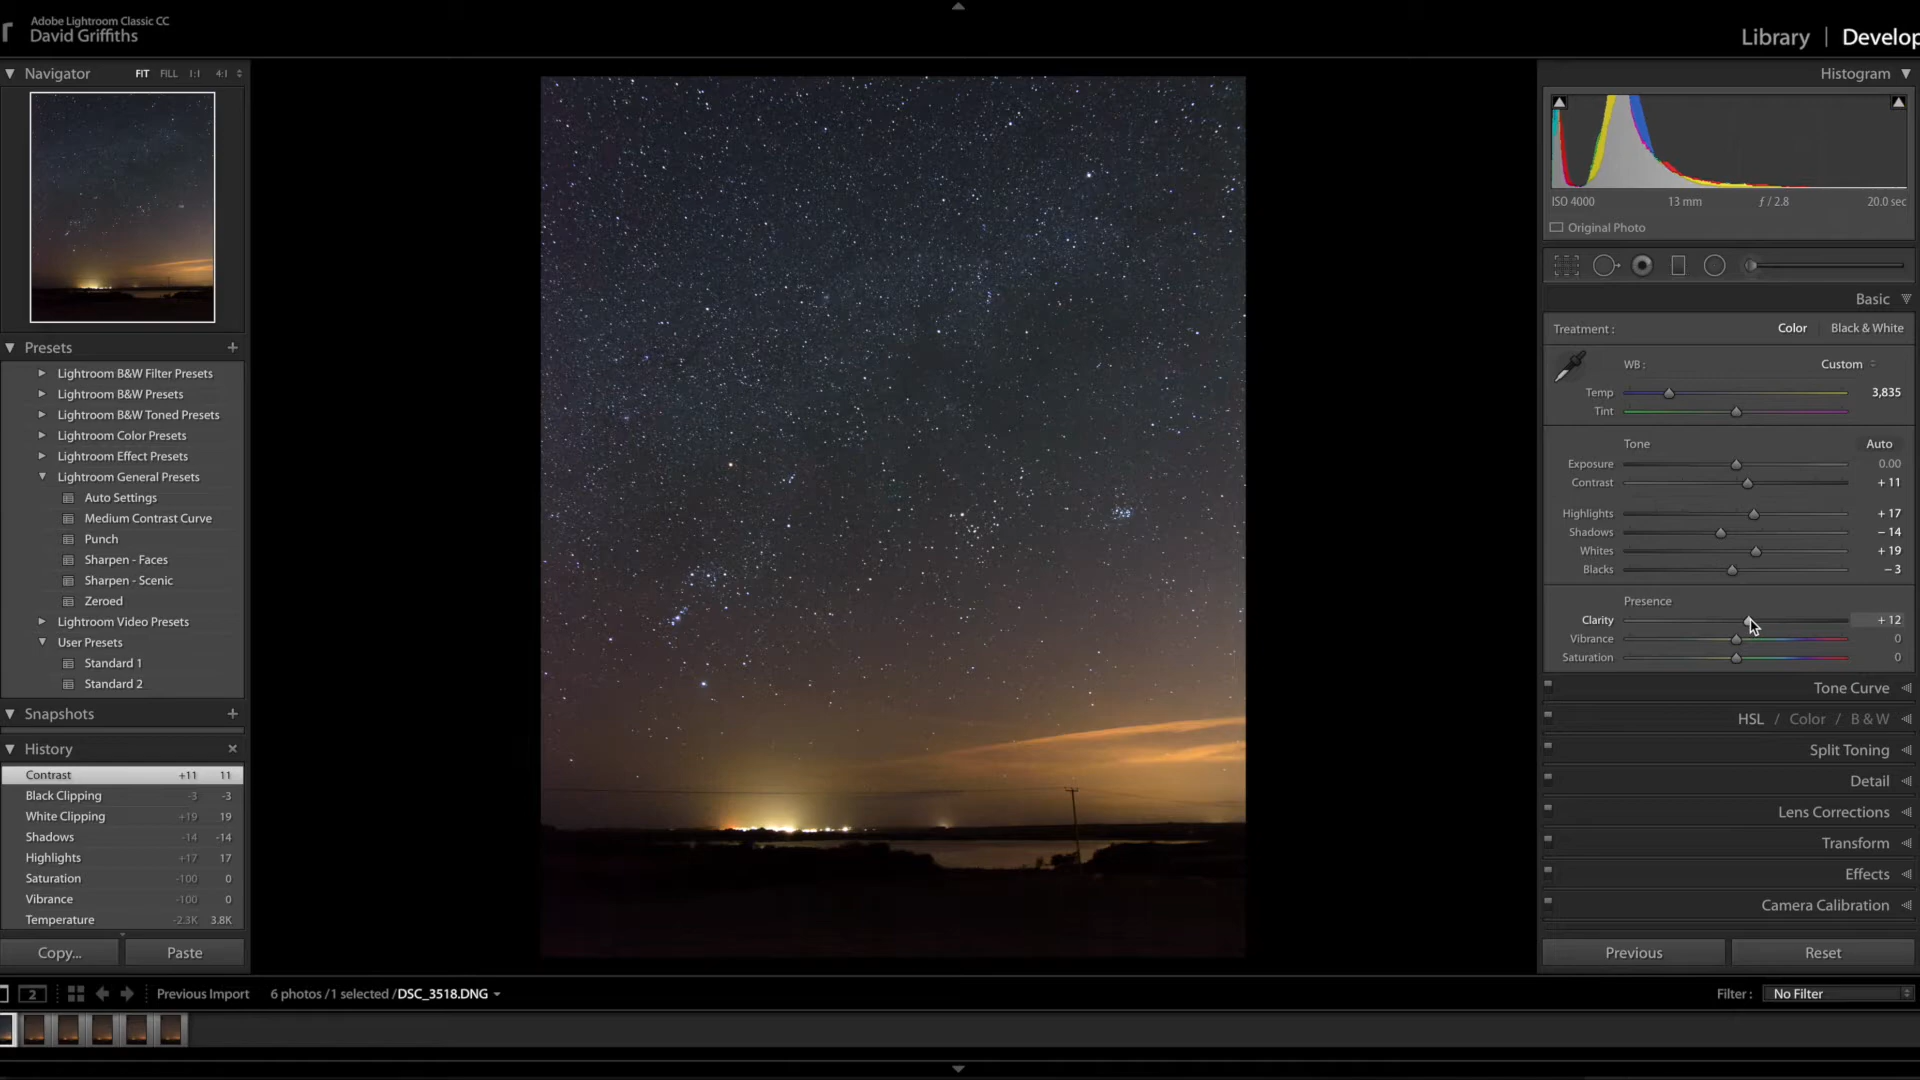 Adobe Lightroom Classic CC
David Griffiths
Library | Develop
Navigator FIT FILL 1:1 4:1
Presets +
Lightroom B&W Filter Presets
Lightroom B&W Presets
Lightroom B&W Toned Presets
Lightroom Color Presets
Lightroom Effect Presets
Lightroom General Presets
Auto Settings
Medium Contrast Curve
Punch
Sharpen - Faces
Sharpen - Scenic
Zeroed
Lightroom Video Presets
User Presets
Standard 1
Standard 2
Snapshots +
History ×
Contrast +11 11
Black Clipping -3 -3
White Clipping +19 19
Shadows -14 -14
Highlights +17 17
Saturation -100 0
Vibrance -100 0
Temperature -2.3K 3.8K
Copy... Paste
Histogram
ISO 4000 13 mm ƒ / 2.8 20.0 sec
Original Photo
Basic
Treatment : Color Black & White
WB : Custom
Temp 3,835
Tint
Tone Auto
Exposure 0.00
Contrast + 11
Highlights + 17
Shadows − 14
Whites + 19
Blacks − 3
Presence
Clarity + 12
Vibrance 0
Saturation 0
Tone Curve
HSL / Color / B & W
Split Toning
Detail
Lens Corrections
Transform
Effects
Camera Calibration
Previous Reset
2 Previous Import 6 photos /1 selected /DSC_3518.DNG Filter : No Filter